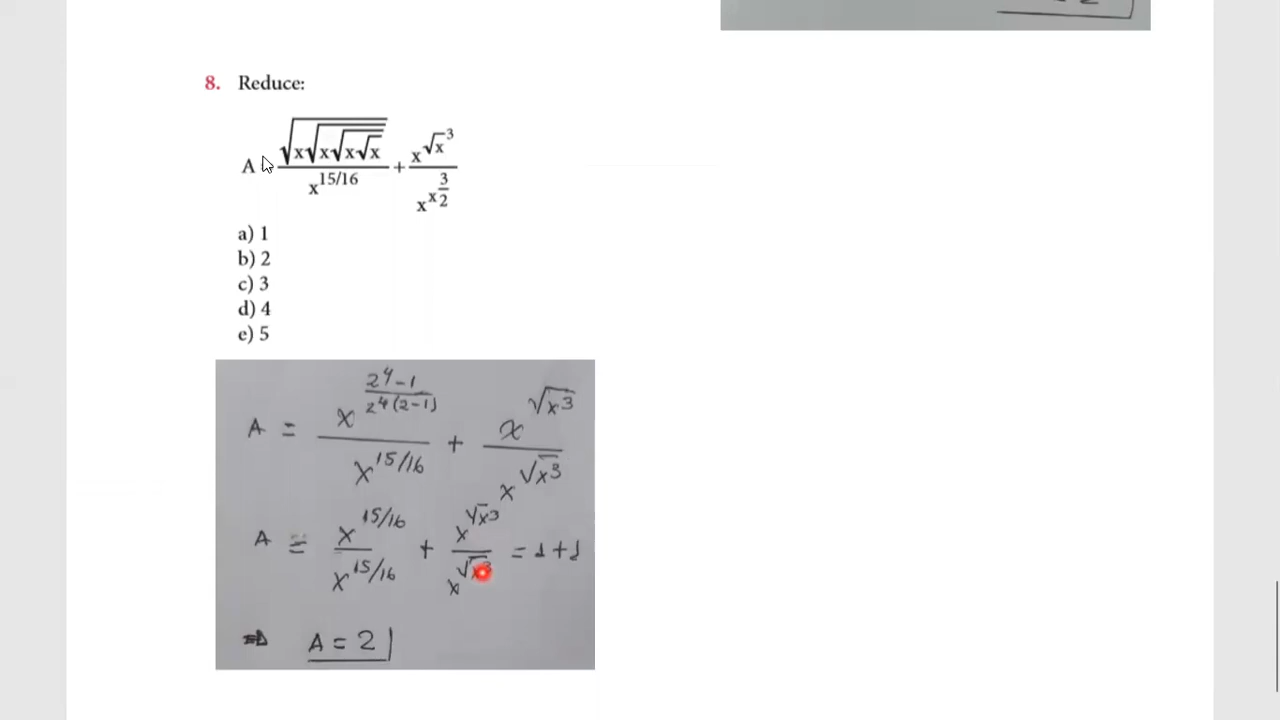 8. Reduce:
A √(x√(x√(x√x))) / x^(15/16) + x^(√x^3) / x^(x^(3/2))
a) 1
b) 2
c) 3
d) 4
e) 5
A = x^((2^4-1)/(2^4(2-1))) / x^(15/16) + x^(√(x^3)) / x^(√(x^3))
A = x^(15/16) / x^(15/16) + x^(√x^3) / x^(√x^3) = 1+1
⇒ A = 2